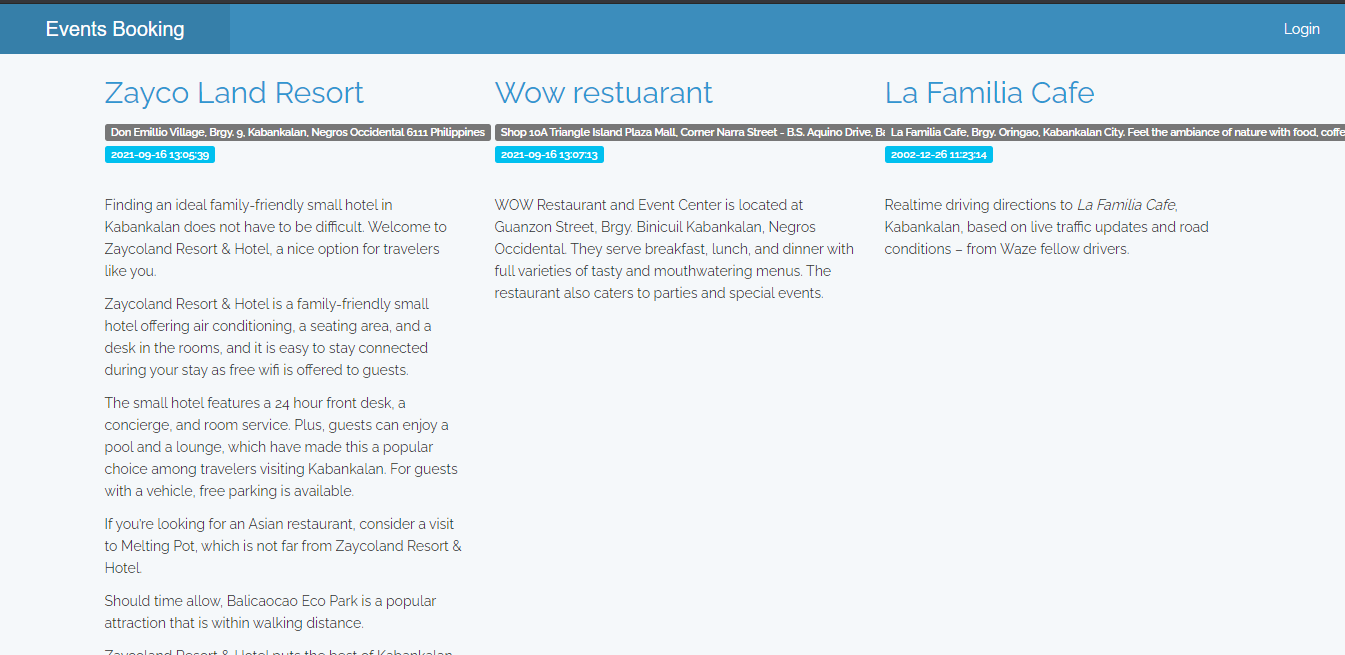 Events Booking
Login
Zayco Land Resort
Don Emillio Village, Brgy. 9, Kabankalan, Negros Occidental 6111 Philippines
2021-09-16 13:05:39
Finding an ideal family-friendly small hotel in
Kabankalan does not have to be difficult. Welcome to
Zaycoland Resort & Hotel, a nice option for travelers
like you.
Zaycoland Resort & Hotel is a family-friendly small
hotel offering air conditioning, a seating area, and a
desk in the rooms, and it is easy to stay connected
during your stay as free wifi is offered to guests.
The small hotel features a 24 hour front desk, a
concierge, and room service. Plus, guests can enjoy a
pool and a lounge, which have made this a popular
choice among travelers visiting Kabankalan. For guests
with a vehicle, free parking is available.
If you're looking for an Asian restaurant, consider a visit
to Melting Pot, which is not far from Zaycoland Resort &
Hotel.
Should time allow, Balicaocao Eco Park is a popular
attraction that is within walking distance.
Zaycoland Resort & Hotel puts the best of Kabankalan
Wow restuarant
Shop 10A Triangle Island Plaza Mall, Corner Narra Street - B.S. Aquino Drive,
2021-09-16 13:07:13
WOW Restaurant and Event Center is located at
Guanzon Street, Brgy. Binicuil Kabankalan, Negros
Occidental. They serve breakfast, lunch, and dinner with
full varieties of tasty and mouthwatering menus. The
restaurant also caters to parties and special events.
La Familia Cafe
La Familia Cafe, Brgy. Oringao, Kabankalan City. Feel the ambiance of nature with food, coffe
2002-12-26 11:23:14
Realtime driving directions to La Familia Cafe,
Kabankalan, based on live traffic updates and road
conditions – from Waze fellow drivers.